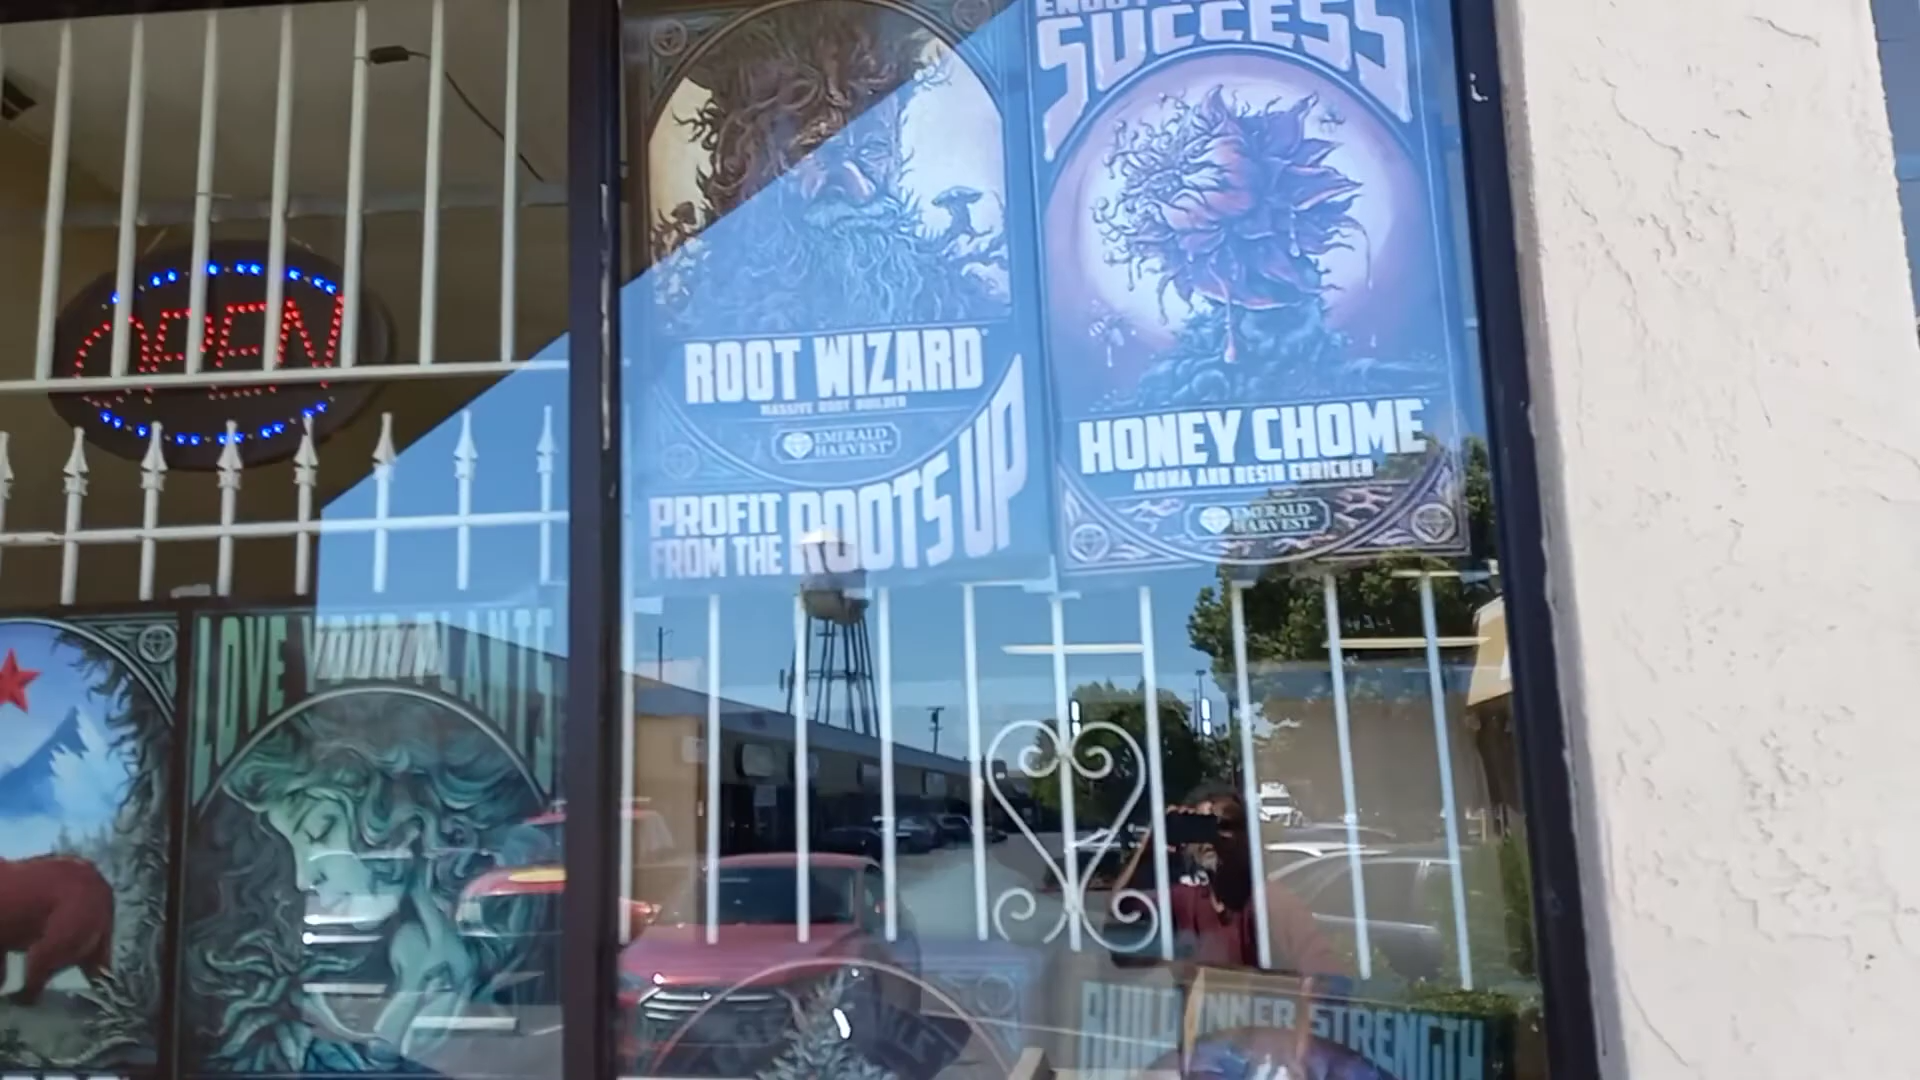 OPEN
ROOT WIZARD
MASSIVE ROOT BUILDER
EMERALD
HARVEST
PROFIT
FROM THE ROOTS UP
ENJOY
SUCCESS
HONEY CHOME
AROMA AND RESIN ENRICHER
EMERALD
HARVEST
LOVE YOUR PLANTS
BUILD INNER STRENGTH